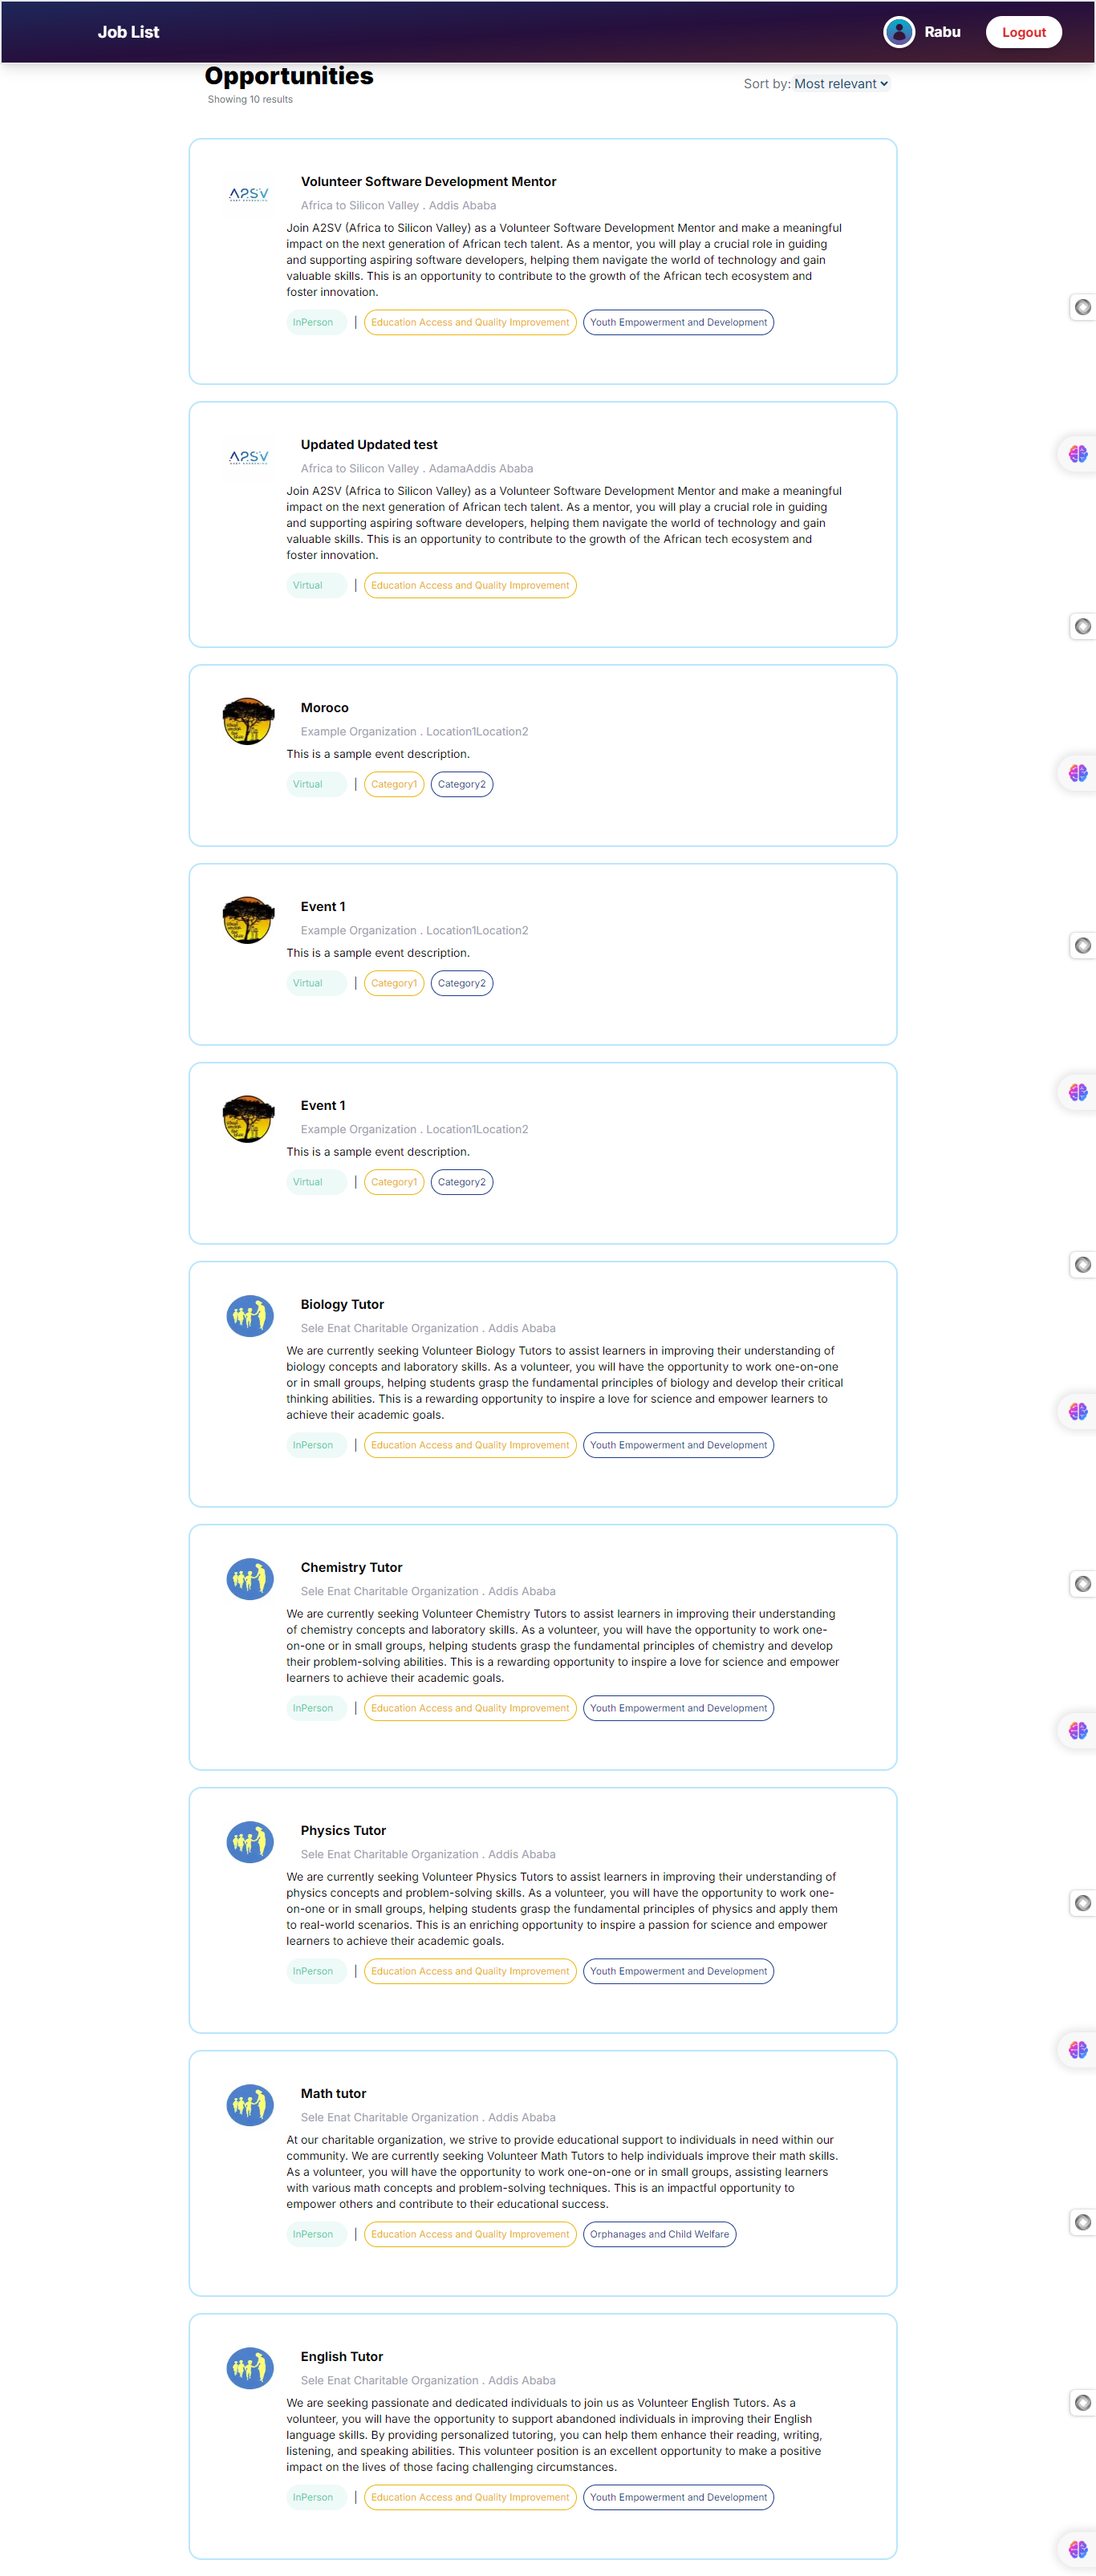 Job List
Rabu
Logout
Opportunities
Sort by: Most relevant
Showing 10 results
A2SV
Volunteer Software Development Mentor
Africa to Silicon Valley . Addis Ababa
Join A2SV (Africa to Silicon Valley) as a Volunteer Software Development Mentor and make a meaningful
impact on the next generation of African tech talent. As a mentor, you will play a crucial role in guiding
and supporting aspiring software developers, helping them navigate the world of technology and gain
valuable skills. This is an opportunity to contribute to the growth of the African tech ecosystem and
foster innovation.
InPerson | Education Access and Quality Improvement Youth Empowerment and Development
A2SV
Updated Updated test
Africa to Silicon Valley . AdamaAddis Ababa
Join A2SV (Africa to Silicon Valley) as a Volunteer Software Development Mentor and make a meaningful
impact on the next generation of African tech talent. As a mentor, you will play a crucial role in guiding
and supporting aspiring software developers, helping them navigate the world of technology and gain
valuable skills. This is an opportunity to contribute to the growth of the African tech ecosystem and
foster innovation.
Virtual | Education Access and Quality Improvement
Moroco
Example Organization . Location1Location2
This is a sample event description.
Virtual | Category1 Category2
Event 1
Example Organization . Location1Location2
This is a sample event description.
Virtual | Category1 Category2
Event 1
Example Organization . Location1Location2
This is a sample event description.
Virtual | Category1 Category2
Biology Tutor
Sele Enat Charitable Organization . Addis Ababa
We are currently seeking Volunteer Biology Tutors to assist learners in improving their understanding of
biology concepts and laboratory skills. As a volunteer, you will have the opportunity to work one-on-one
or in small groups, helping students grasp the fundamental principles of biology and develop their critical
thinking abilities. This is a rewarding opportunity to inspire a love for science and empower learners to
achieve their academic goals.
InPerson | Education Access and Quality Improvement Youth Empowerment and Development
Chemistry Tutor
Sele Enat Charitable Organization . Addis Ababa
We are currently seeking Volunteer Chemistry Tutors to assist learners in improving their understanding
of chemistry concepts and laboratory skills. As a volunteer, you will have the opportunity to work one-
on-one or in small groups, helping students grasp the fundamental principles of chemistry and develop
their problem-solving abilities. This is a rewarding opportunity to inspire a love for science and empower
learners to achieve their academic goals.
InPerson | Education Access and Quality Improvement Youth Empowerment and Development
Physics Tutor
Sele Enat Charitable Organization . Addis Ababa
We are currently seeking Volunteer Physics Tutors to assist learners in improving their understanding of
physics concepts and problem-solving skills. As a volunteer, you will have the opportunity to work one-
on-one or in small groups, helping students grasp the fundamental principles of physics and apply them
to real-world scenarios. This is an enriching opportunity to inspire a passion for science and empower
learners to achieve their academic goals.
InPerson | Education Access and Quality Improvement Youth Empowerment and Development
Math tutor
Sele Enat Charitable Organization . Addis Ababa
At our charitable organization, we strive to provide educational support to individuals in need within our
community. We are currently seeking Volunteer Math Tutors to help individuals improve their math skills.
As a volunteer, you will have the opportunity to work one-on-one or in small groups, assisting learners
with various math concepts and problem-solving techniques. This is an impactful opportunity to
empower others and contribute to their educational success.
InPerson | Education Access and Quality Improvement Orphanages and Child Welfare
English Tutor
Sele Enat Charitable Organization . Addis Ababa
We are seeking passionate and dedicated individuals to join us as Volunteer English Tutors. As a
volunteer, you will have the opportunity to support abandoned individuals in improving their English
language skills. By providing personalized tutoring, you can help them enhance their reading, writing,
listening, and speaking abilities. This volunteer position is an excellent opportunity to make a positive
impact on the lives of those facing challenging circumstances.
InPerson | Education Access and Quality Improvement Youth Empowerment and Development